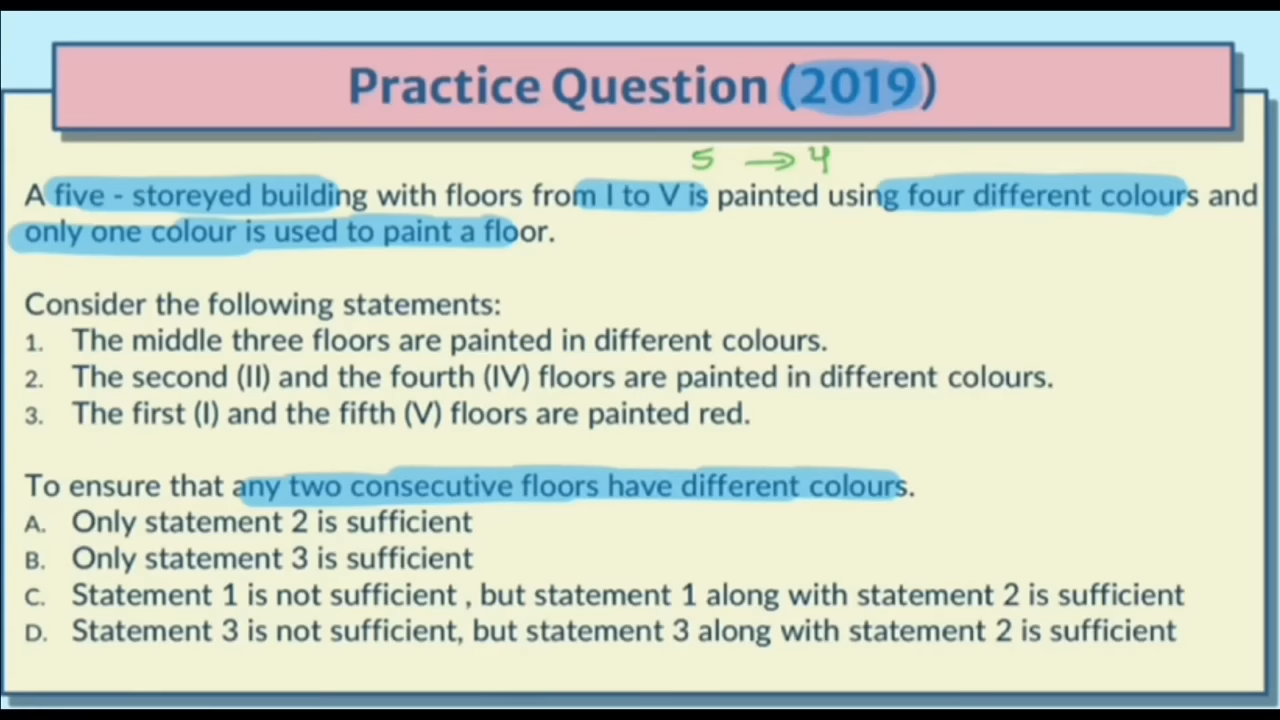 Practice Question (2019)
5 → 4
A five - storeyed building with floors from I to V is painted using four different colours and
only one colour is used to paint a floor.
Consider the following statements:
1. The middle three floors are painted in different colours.
2. The second (II) and the fourth (IV) floors are painted in different colours.
3. The first (I) and the fifth (V) floors are painted red.
To ensure that any two consecutive floors have different colours.
A. Only statement 2 is sufficient
B. Only statement 3 is sufficient
C. Statement 1 is not sufficient , but statement 1 along with statement 2 is sufficient
D. Statement 3 is not sufficient, but statement 3 along with statement 2 is sufficient